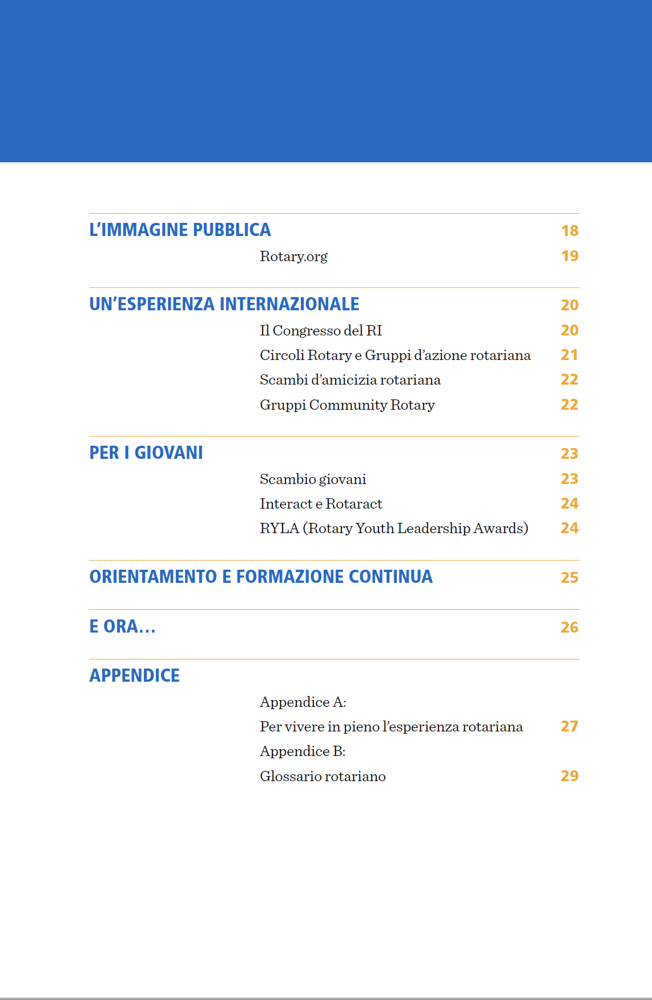 L’IMMAGINE PUBBLICA 18
Rotary.org 19
UN’ESPERIENZA INTERNAZIONALE 20
Il Congresso del RI 20
Circoli Rotary e Gruppi d’azione rotariana 21
Scambi d’amicizia rotariana 22
Gruppi Community Rotary 22
PER I GIOVANI 23
Scambio giovani 23
Interact e Rotaract 24
RYLA (Rotary Youth Leadership Awards) 24
ORIENTAMENTO E FORMAZIONE CONTINUA 25
E ORA... 26
APPENDICE
Appendice A:
Per vivere in pieno l’esperienza rotariana 27
Appendice B:
Glossario rotariano 29